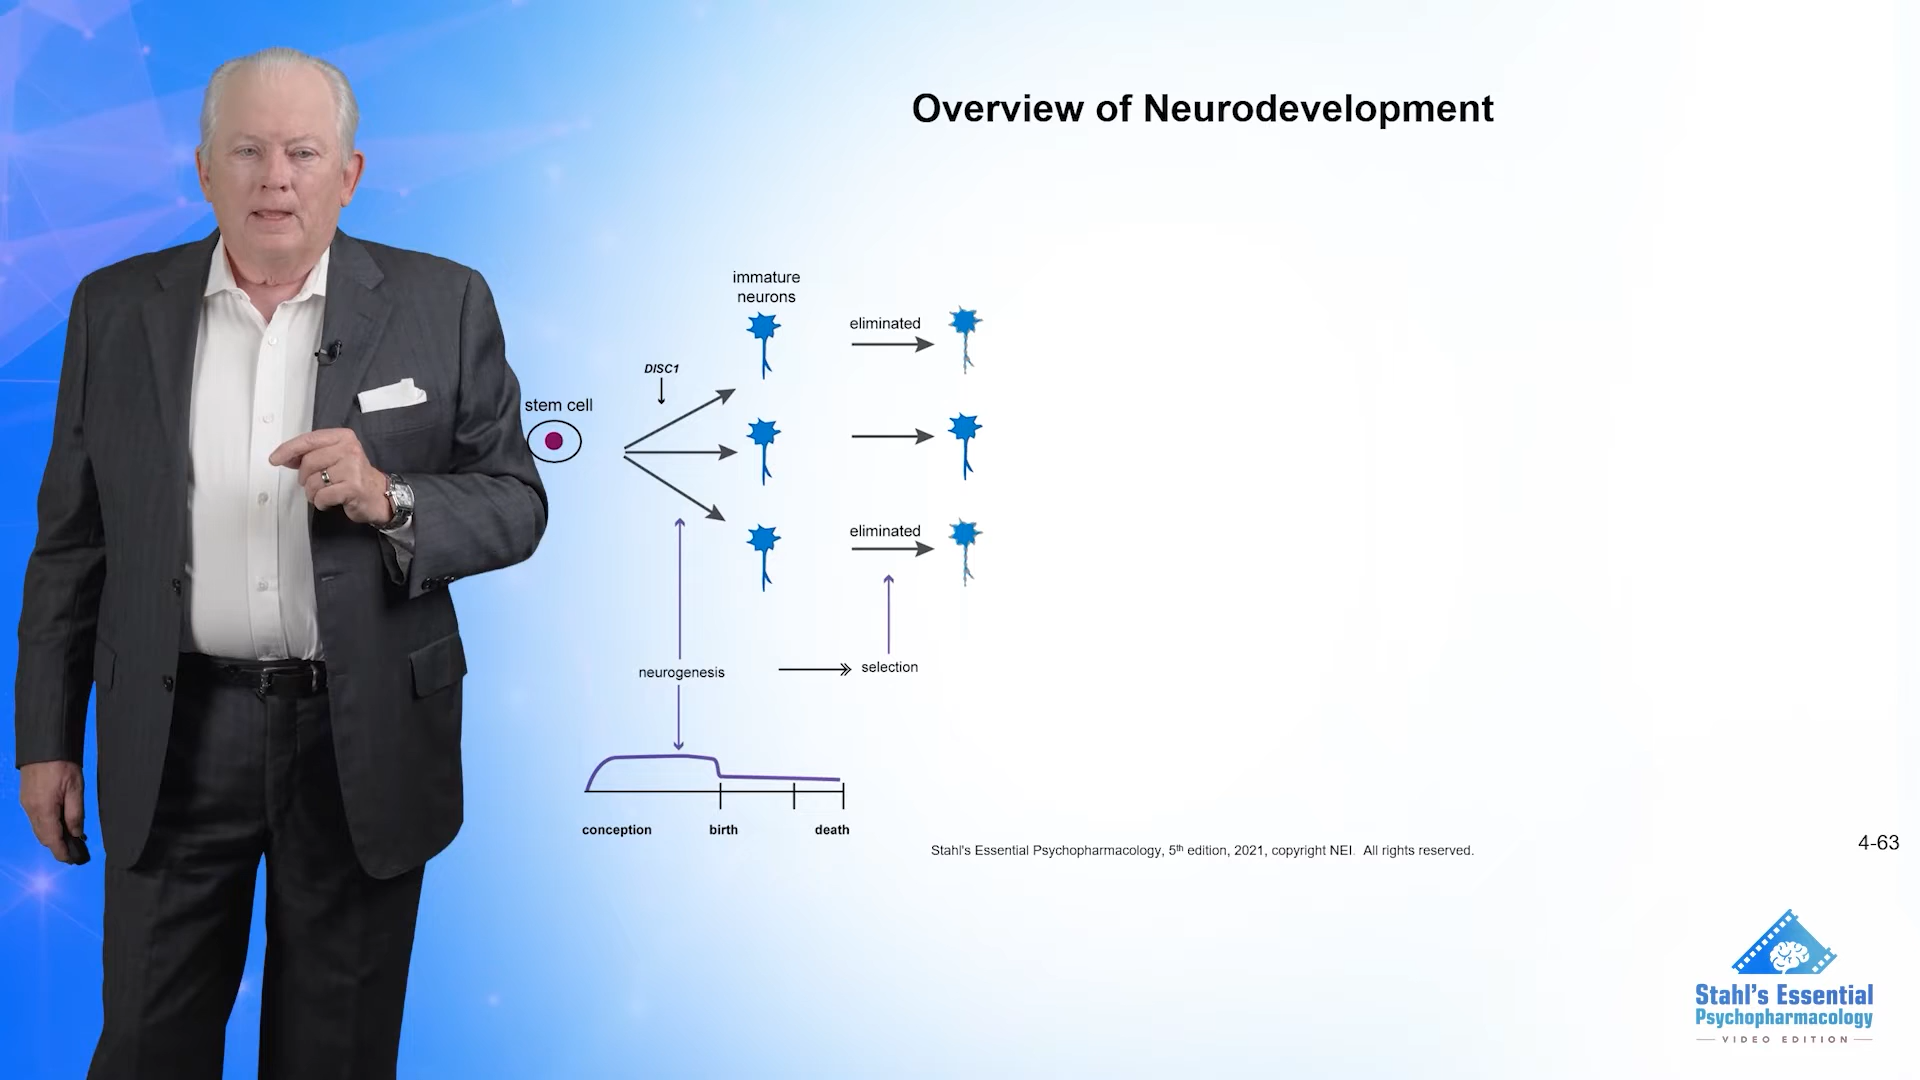 Overview of Neurodevelopment
immature
neurons
eliminated
DISC1
stem cell
eliminated
neurogenesis
selection
conception
birth
death
Stahl's Essential Psychopharmacology, 5th edition, 2021, copyright NEI. All rights reserved.
4-63
Stahl's Essential
Psychopharmacology
VIDEO EDITION